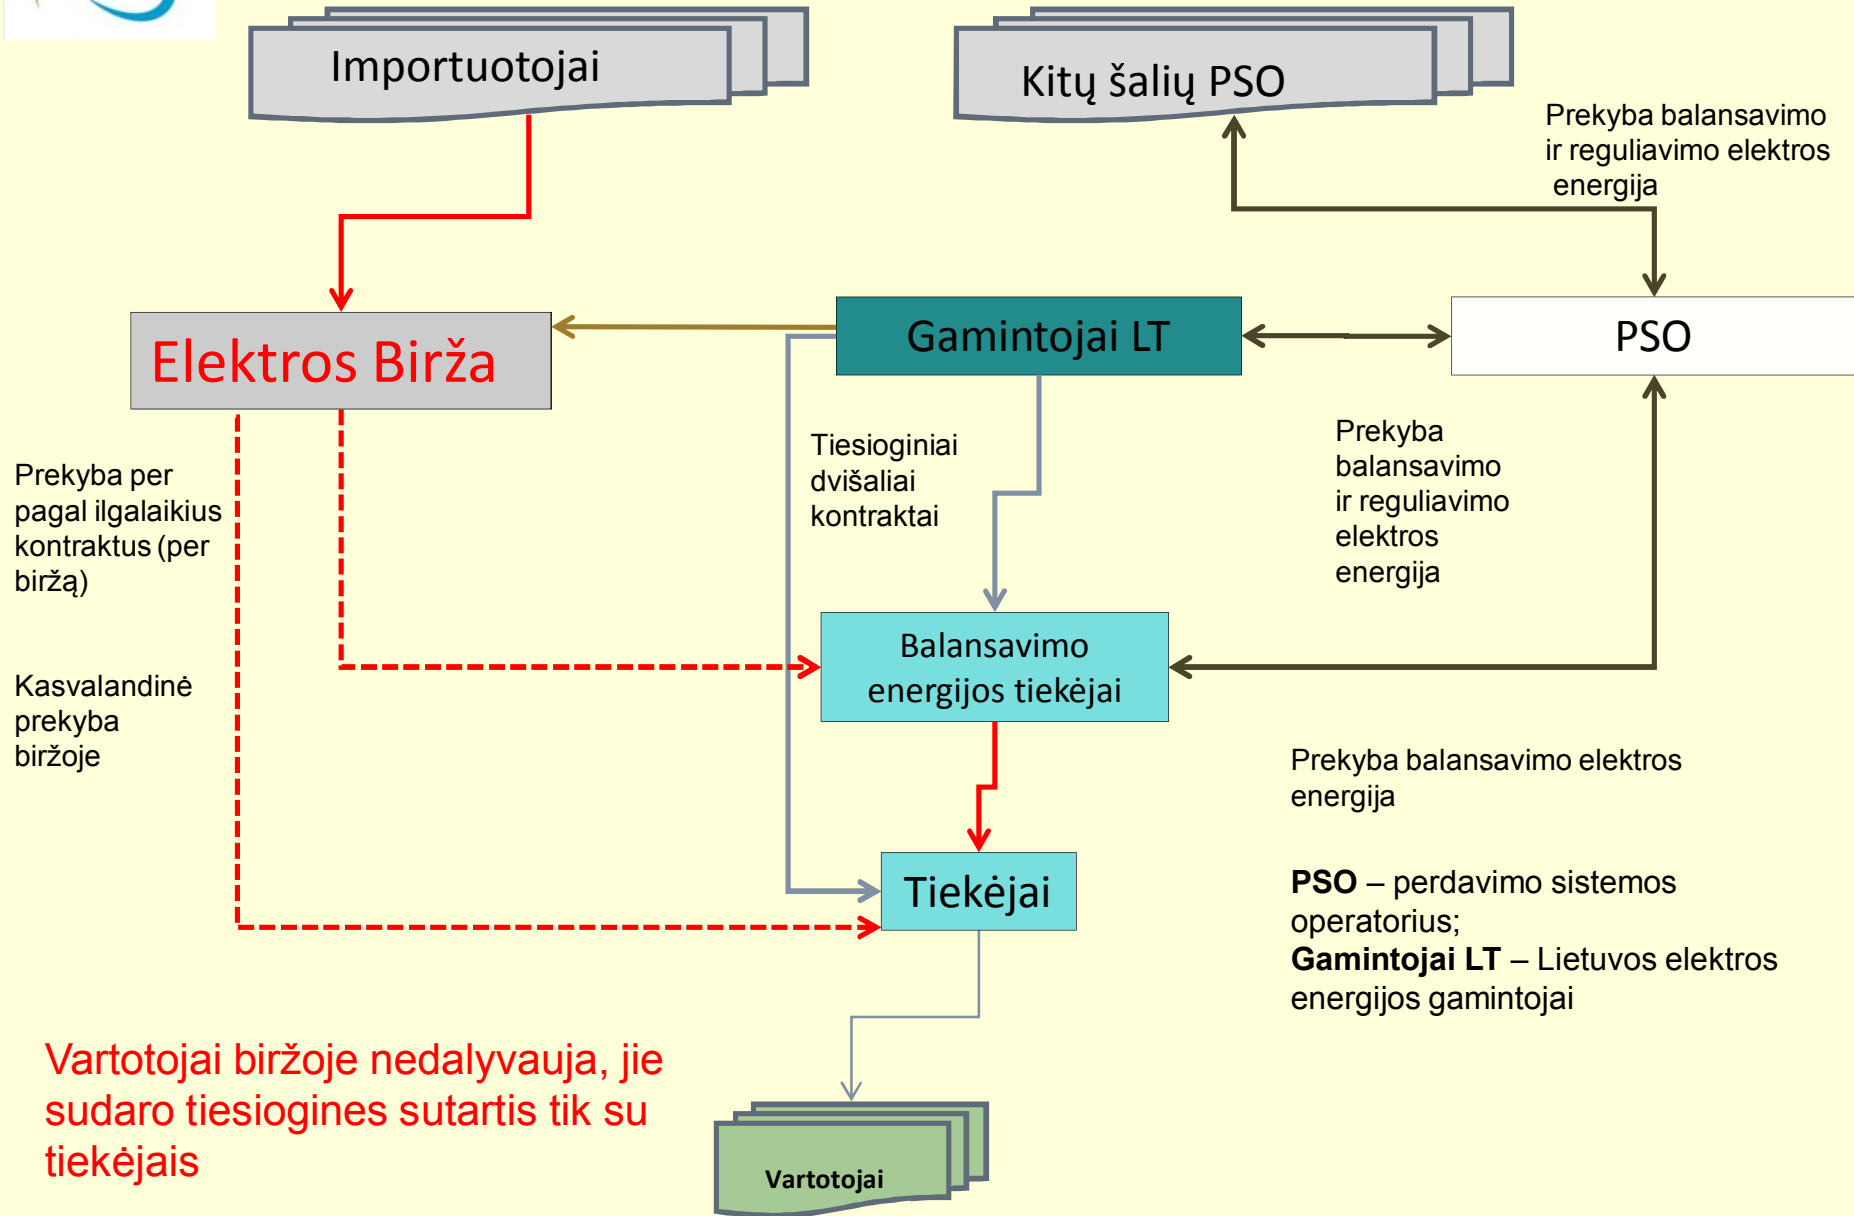 Importuotojai
Kitų šalių PSO
Prekyba balansavimo
ir reguliavimo elektros
energija
Elektros Birža
Gamintojai LT
PSO
Prekyba per
pagal ilgalaikius
kontraktus (per
biržą)
Tiesioginiai
dvišaliai
kontraktai
Prekyba
balansavimo
ir reguliavimo
elektros
energija
Kasvalandinė
prekyba
biržoje
Balansavimo
energijos tiekėjai
Prekyba balansavimo elektros
energija
Tiekėjai
PSO – perdavimo sistemos
operatorius;
Gamintojai LT – Lietuvos elektros
energijos gamintojai
Vartotojai biržoje nedalyvauja, jie
sudaro tiesiogines sutartis tik su
tiekėjais
Vartotojai